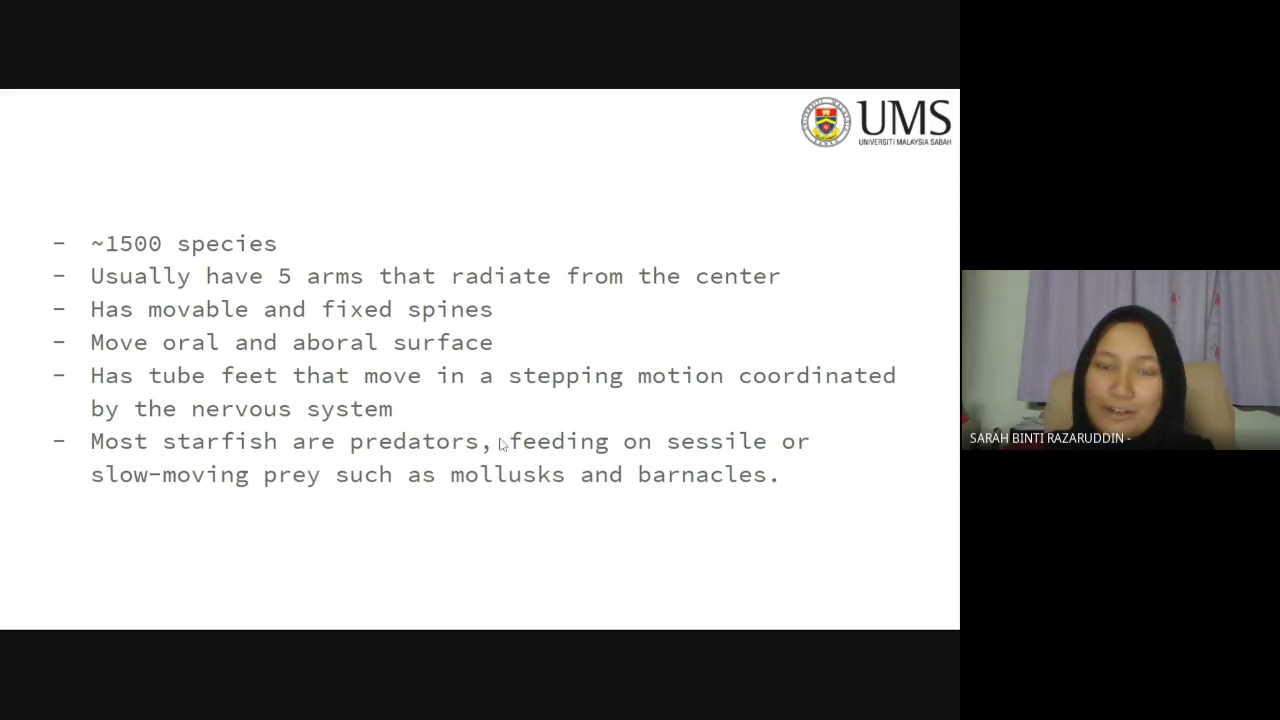 UMS
UNIVERSITI MALAYSIA SABAH
- ~1500 species
- Usually have 5 arms that radiate from the center
- Has movable and fixed spines
- Move oral and aboral surface
- Has tube feet that move in a stepping motion coordinated
by the nervous system
- Most starfish are predators, feeding on sessile or
slow-moving prey such as mollusks and barnacles.
SARAH BINTI RAZARUDDIN -